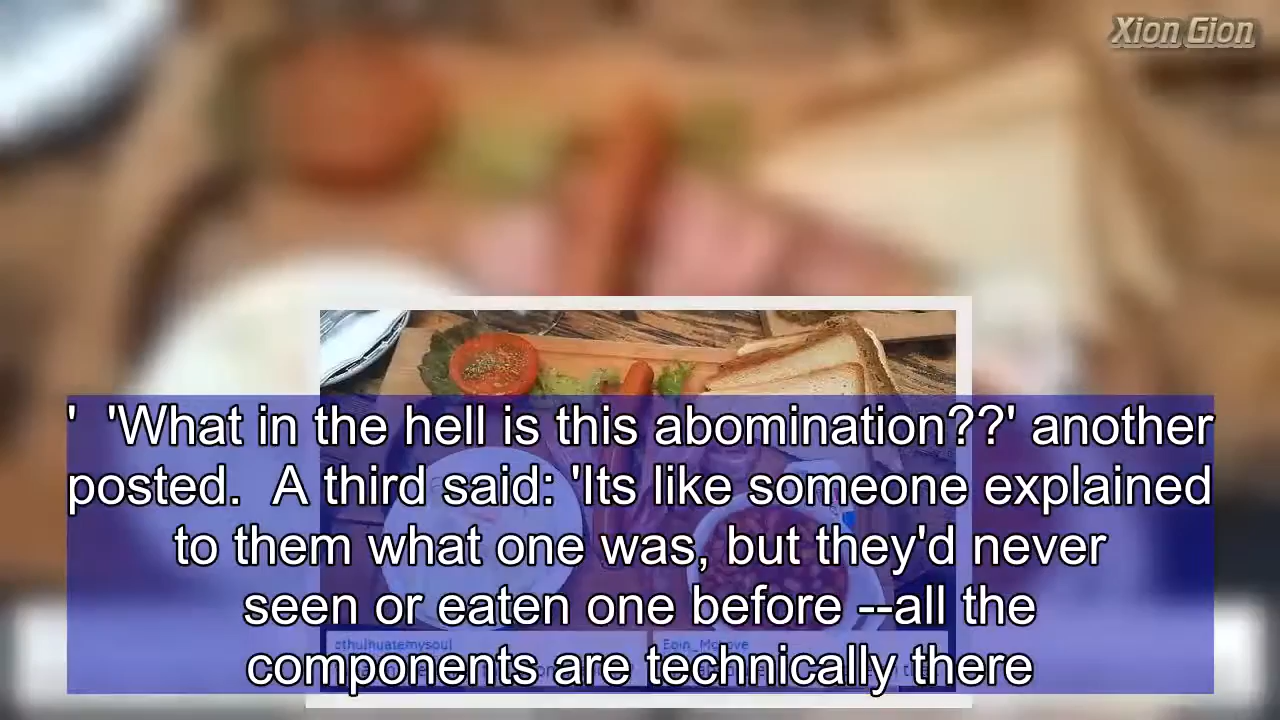 Xion Gion
' 'What in the hell is this abomination??' another
posted. A third said: 'Its like someone explained
to them what one was, but they'd never
seen or eaten one before --all the
cthulhuatemysoul
components are technically there